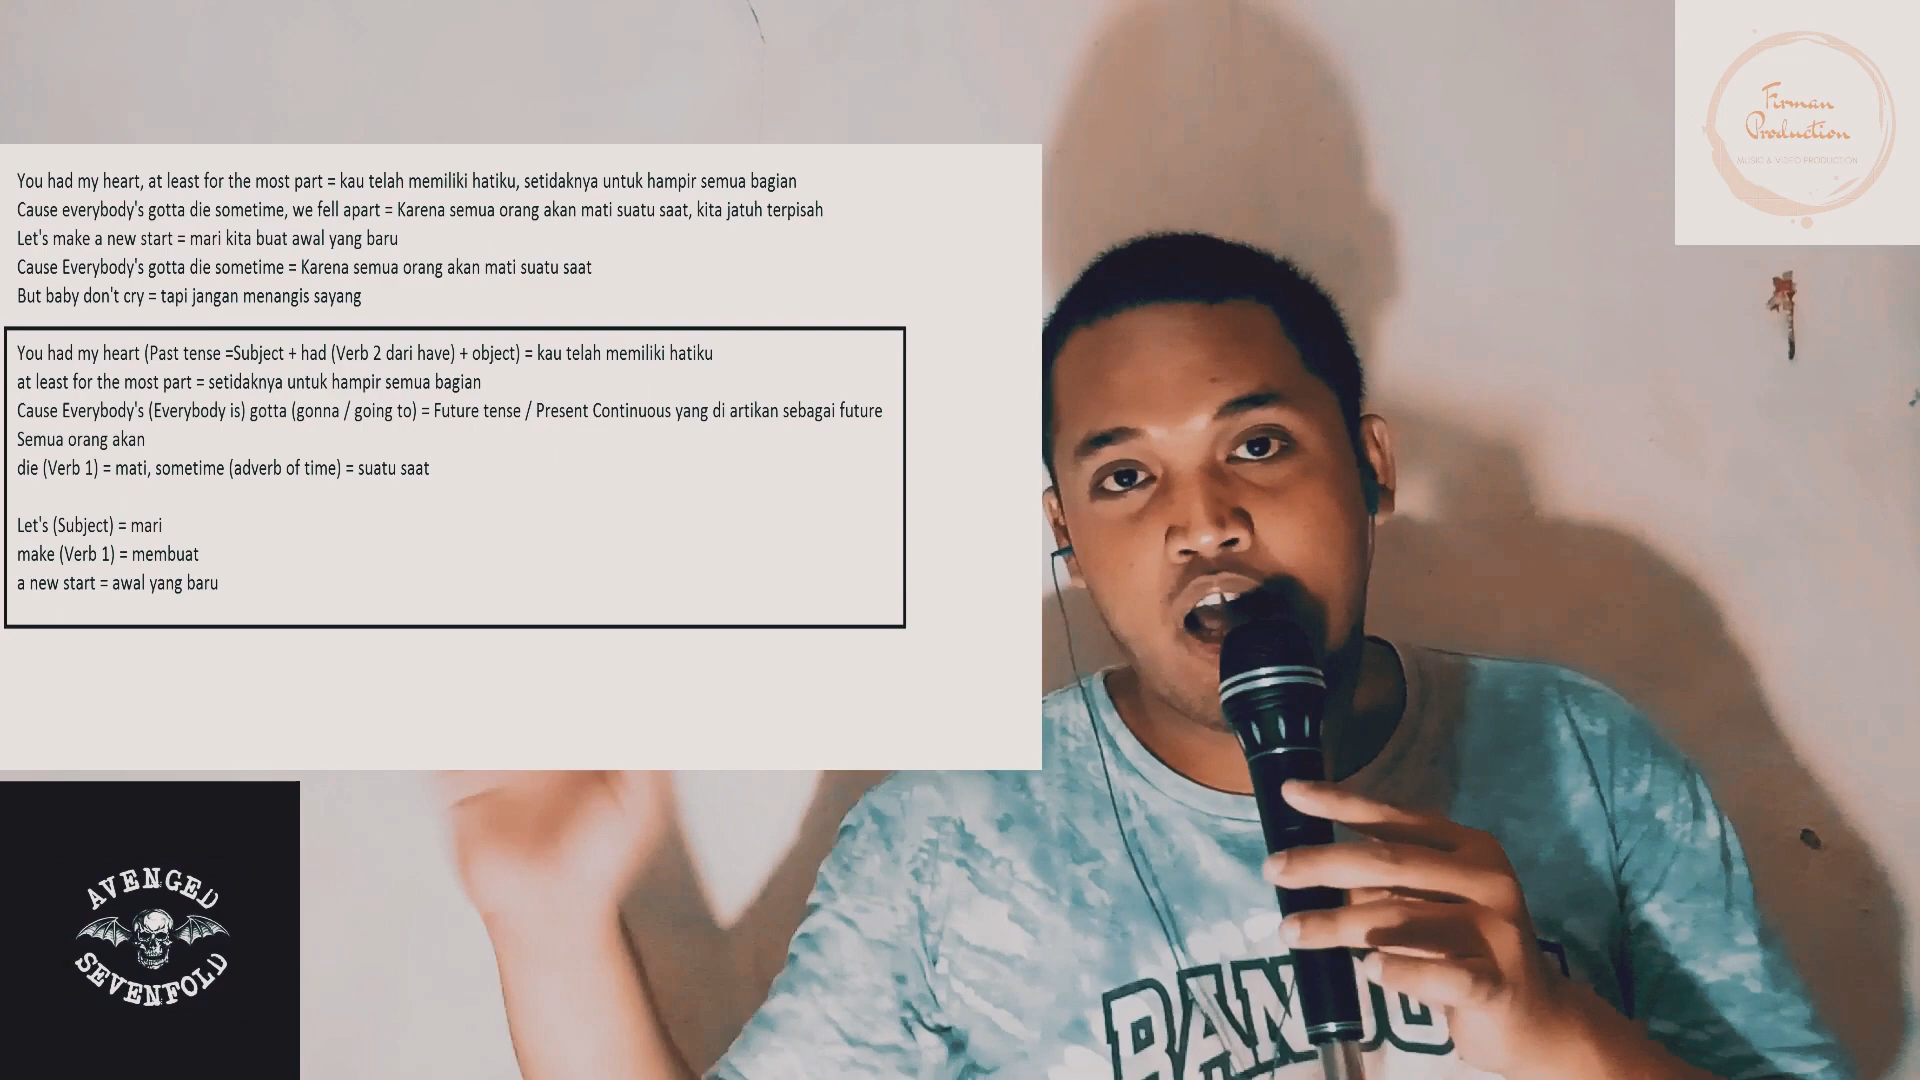 You had my heart, at least for the most part = kau telah memiliki hatiku, setidaknya untuk hampir semua bagian
Cause everybody's gotta die sometime, we fell apart = Karena semua orang akan mati suatu saat, kita jatuh terpisah
Let's make a new start = mari kita buat awal yang baru
Cause Everybody's gotta die sometime = Karena semua orang akan mati suatu saat
But baby don't cry = tapi jangan menangis sayang
You had my heart (Past tense =Subject + had (Verb 2 dari have) + object) = kau telah memiliki hatiku
at least for the most part = setidaknya untuk hampir semua bagian
Cause Everybody's (Everybody is) gotta (gonna / going to) = Future tense / Present Continuous yang di artikan sebagai future
Semua orang akan
die (Verb 1) = mati, sometime (adverb of time) = suatu saat
Let's (Subject) = mari
make (Verb 1) = membuat
a new start = awal yang baru
Firman
Production
MUSIC & VIDEO PRODUCTION
AVENGED
SEVENFOLD